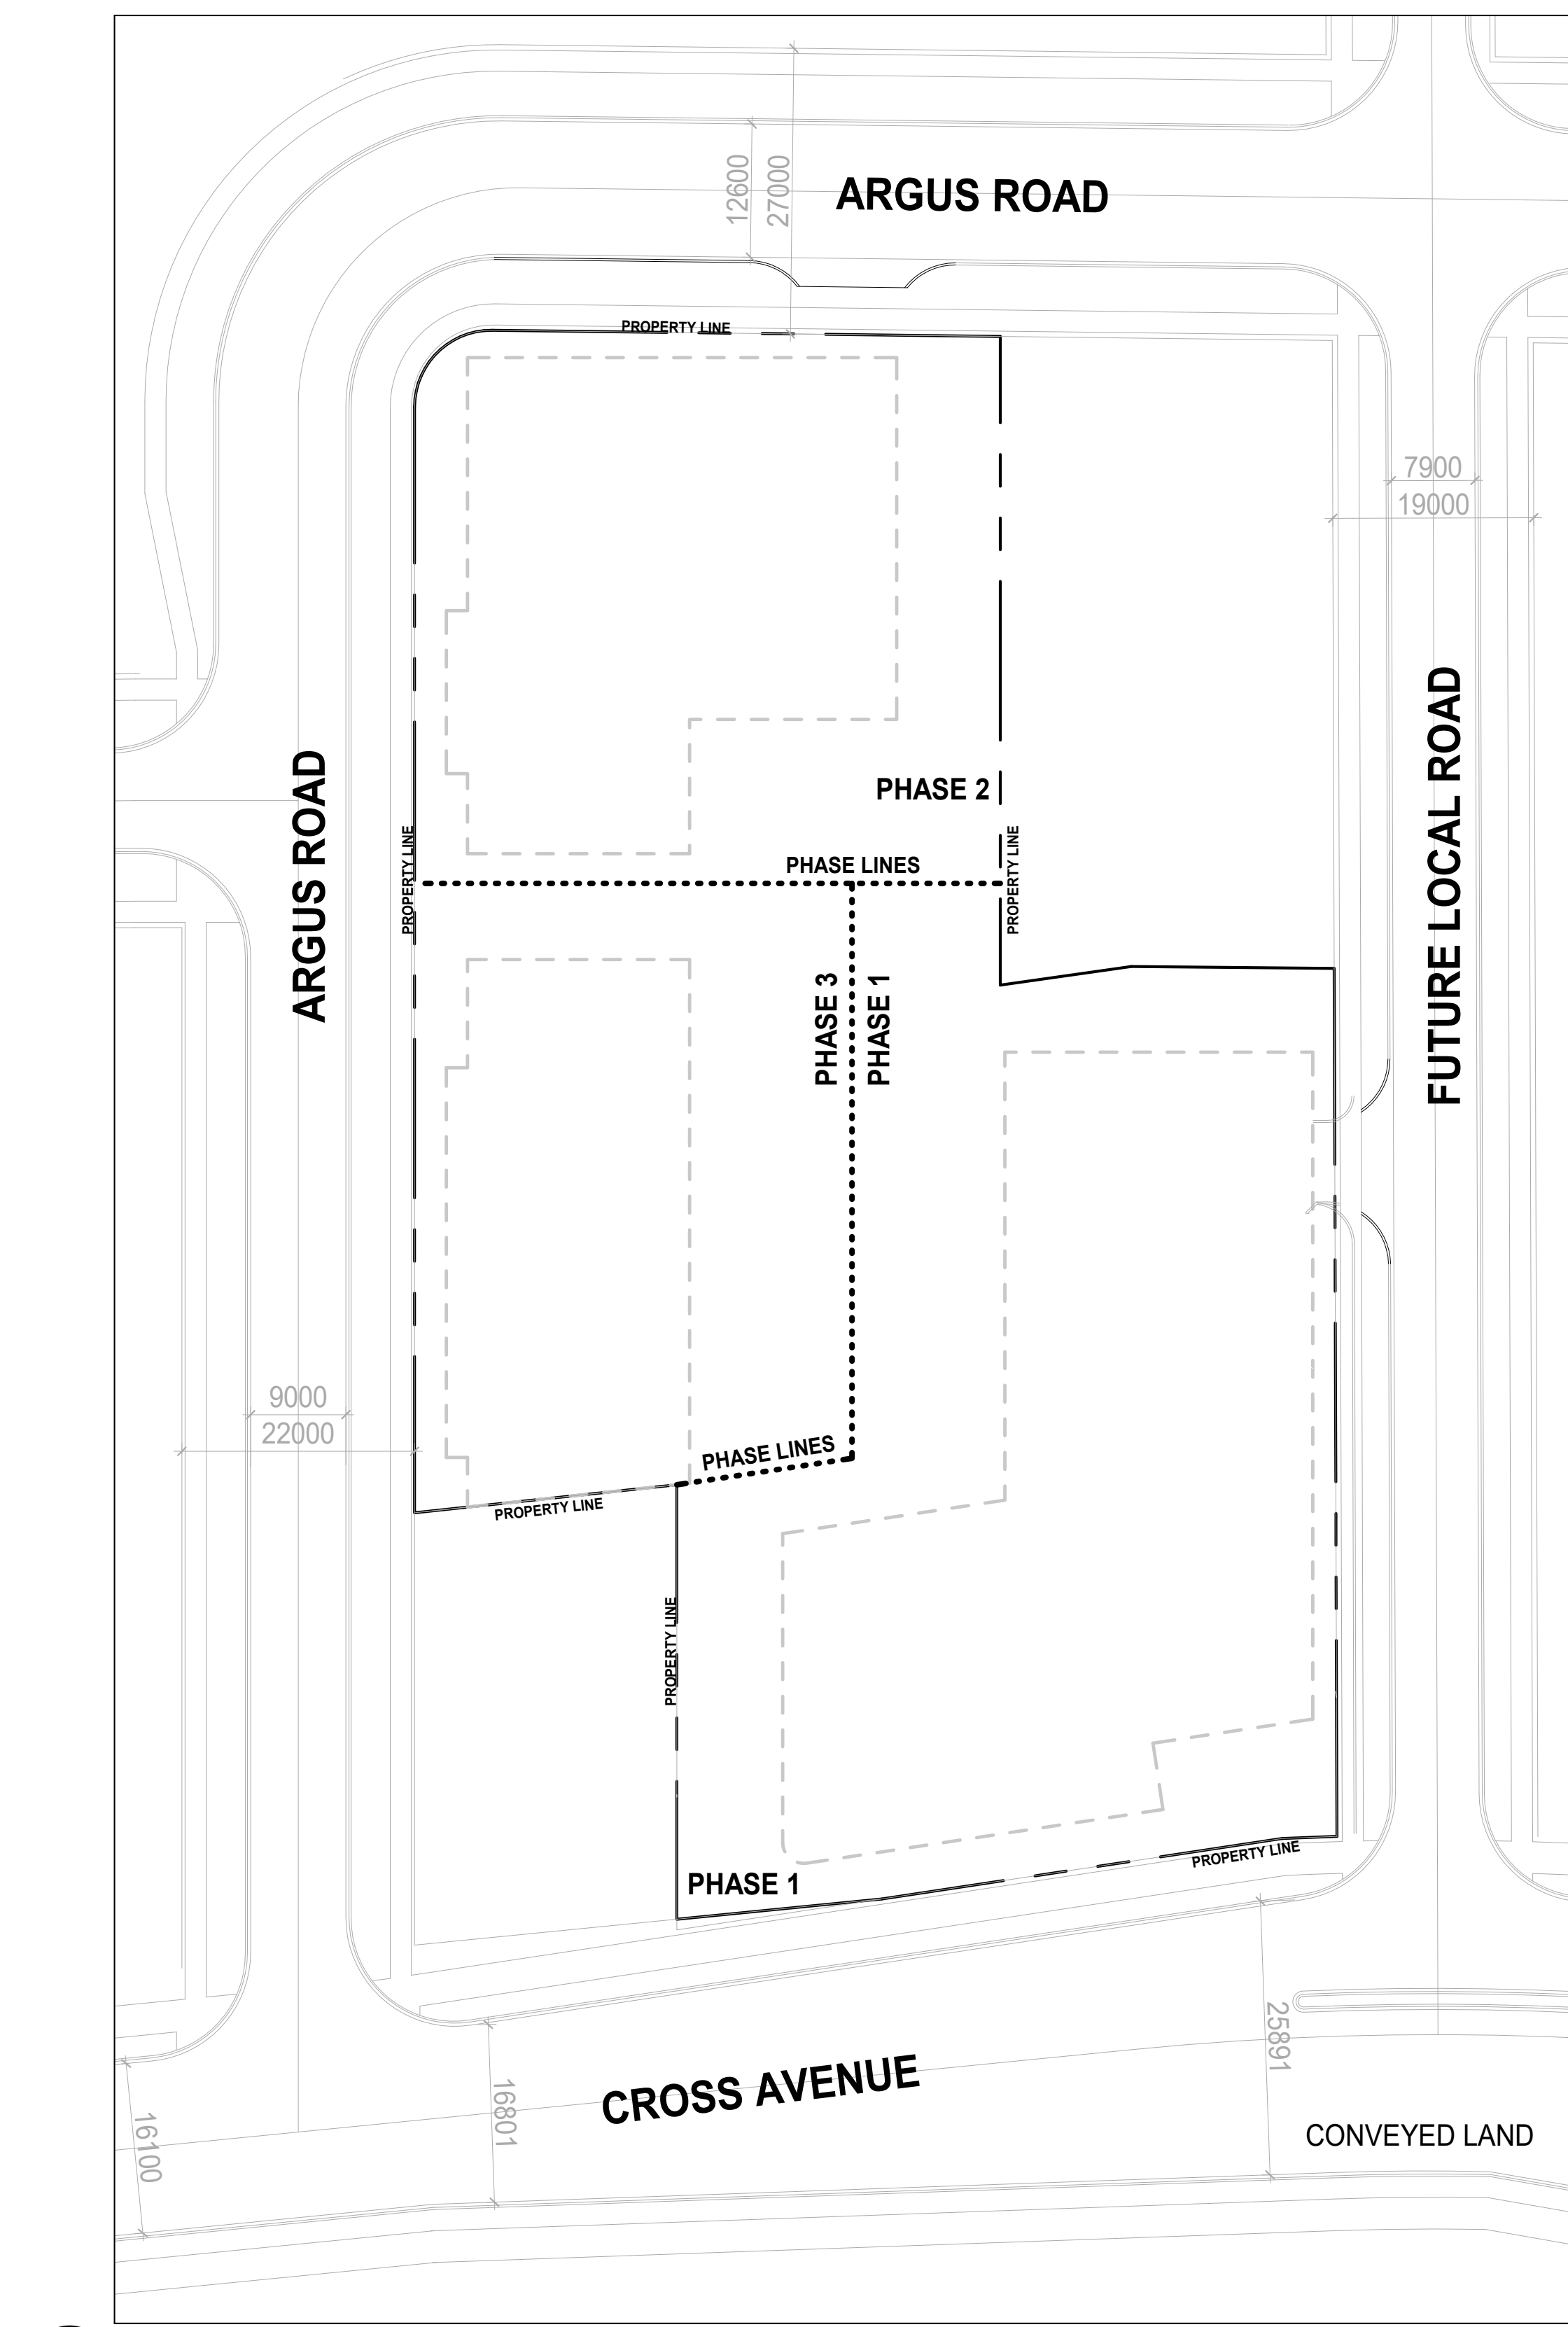 12600
27000
ARGUS ROAD
PROPERTY LINE
7900
19000
ARGUS ROAD
FUTURE LOCAL ROAD
PHASE 2
PROPERTY LINE
PHASE LINES
PROPERTY LINE
PHASE 3
PHASE 1
9000
22000
PHASE LINES
PROPERTY LINE
PROPERTY LINE
PROPERTY LINE
PHASE 1
25891
CROSS AVENUE
16801
16100
CONVEYED LAND